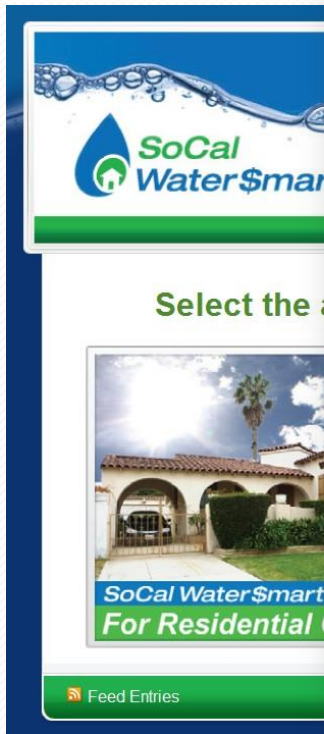 SoCal
Water$mar
Select the
SoCal Water$mart
For Residential
Feed Entries